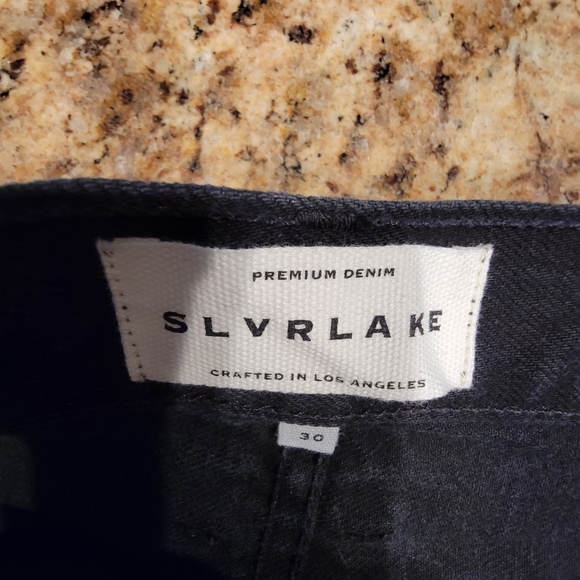 PREMIUM DENIM
SLVRLAKE
CRAFTED IN LOS ANGELES
30